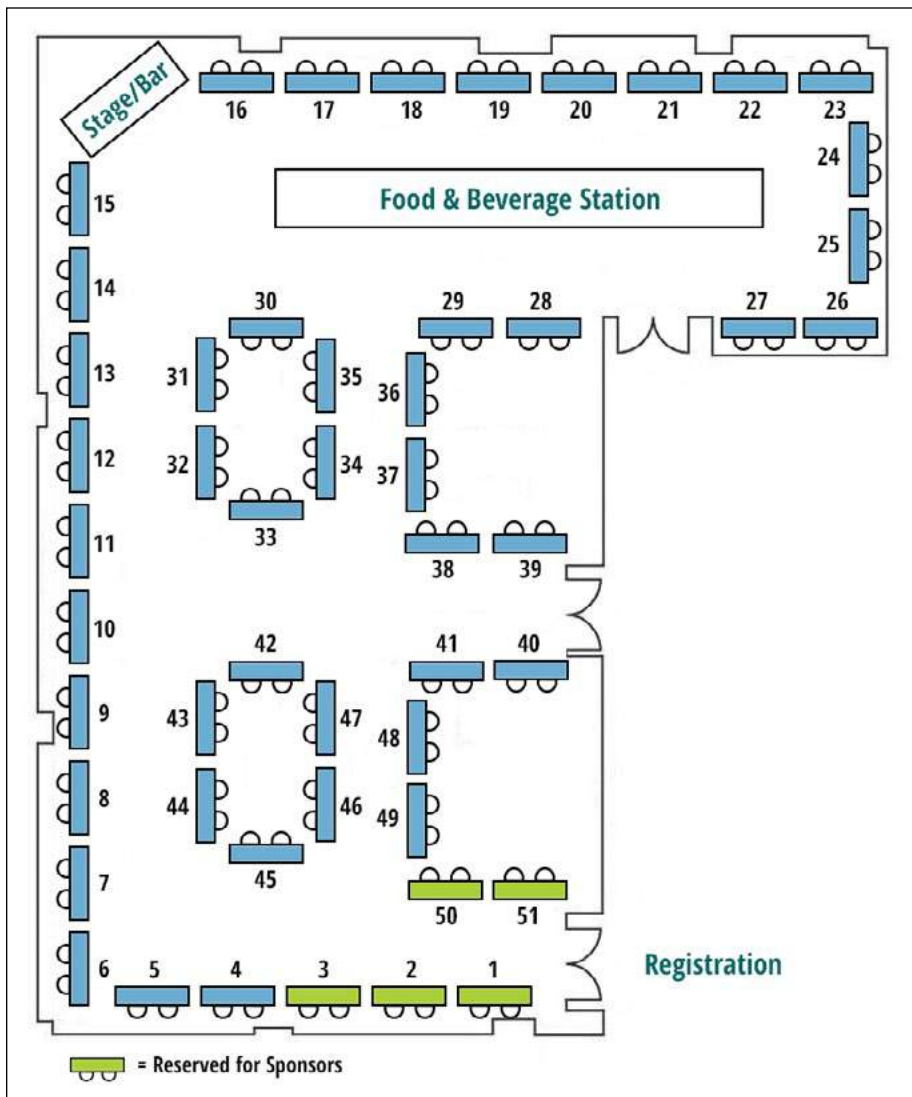 Stage/Bar
16 17 18 19 20 21 22 23
24
15
Food & Beverage Station
25
14
30 29 28 27 26
13 31 35 36
12 32 34 37
33
11 38 39
10
42 41 40
9 43 47 48
8 44 46 49
45
7 50 51
6 5 4 3 2 1
Registration
= Reserved for Sponsors